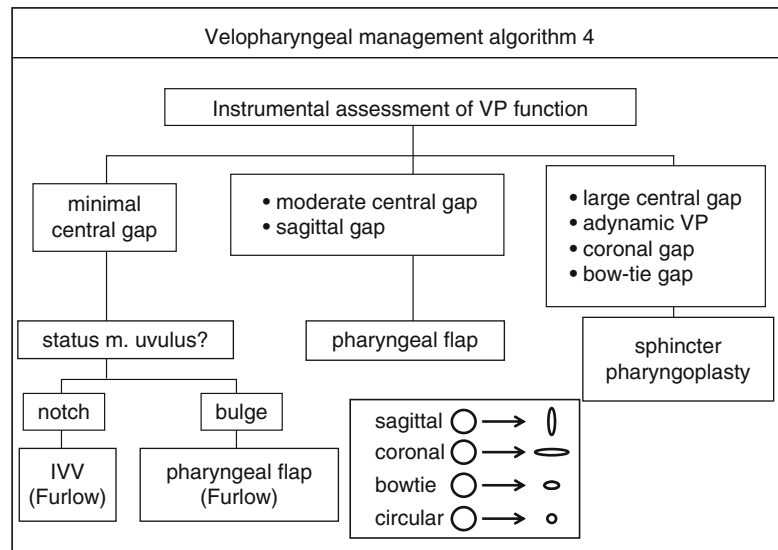 Velopharyngeal management algorithm 4
Instrumental assessment of VP function
minimal
central gap
• moderate central gap
• sagittal gap
• large central gap
• adynamic VP
• coronal gap
• bow-tie gap
status m. uvulus?
pharyngeal flap
sphincter
pharyngoplasty
notch
bulge
IVV
(Furlow)
pharyngeal flap
(Furlow)
sagittal
coronal
bowtie
circular